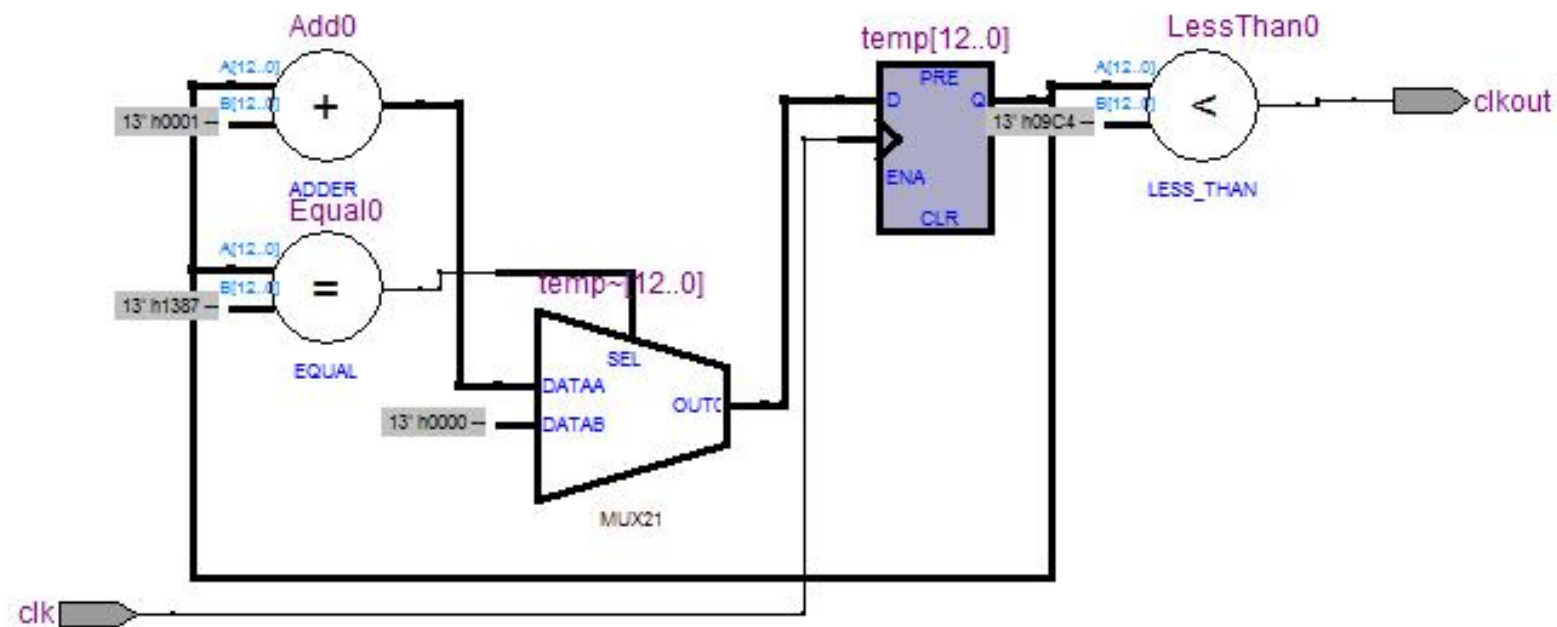 Add0
A[12..0]
B[12..0]
13' h0001
+
ADDER
Equal0
A[12..0]
B[12..0]
13' h1387
=
EQUAL
temp~[12..0]
SEL
DATAA
DATAB
OUT0
13' h0000
MUX21
temp[12..0]
PRE
D
Q
ENA
CLR
LessThan0
A[12..0]
B[12..0]
13' h09C4
<
LESS_THAN
clkout
clk